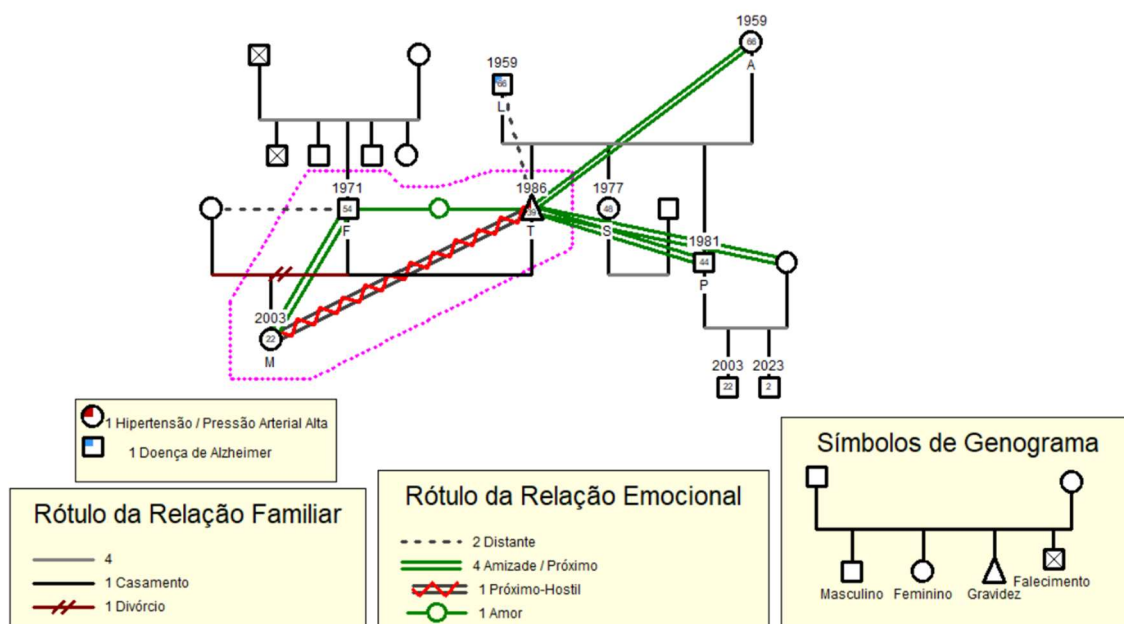 1959
66
A
1959
66
L
1971
54
F
1986
39
T
1977
48
S
1981
44
P
2003
22
M
2003
22
2023
2
1 Hipertensão / Pressão Arterial Alta
1 Doença de Alzheimer
Rótulo da Relação Familiar
4
1 Casamento
1 Divórcio
Rótulo da Relação Emocional
2 Distante
4 Amizade / Próximo
1 Próximo-Hostil
1 Amor
Símbolos de Genograma
Masculino
Feminino
Gravidez
Falecimento